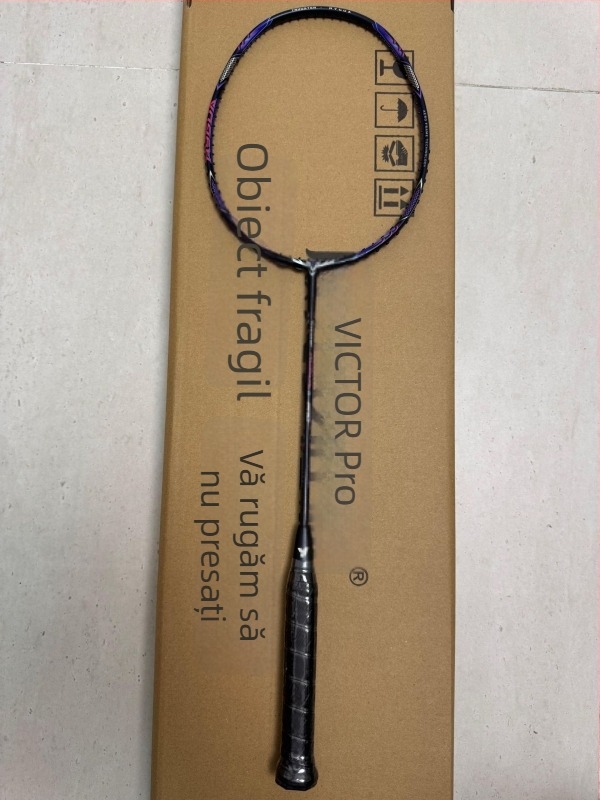 VICTOR Pro
®
Obiect fragil
Vă rugăm să
nu presați